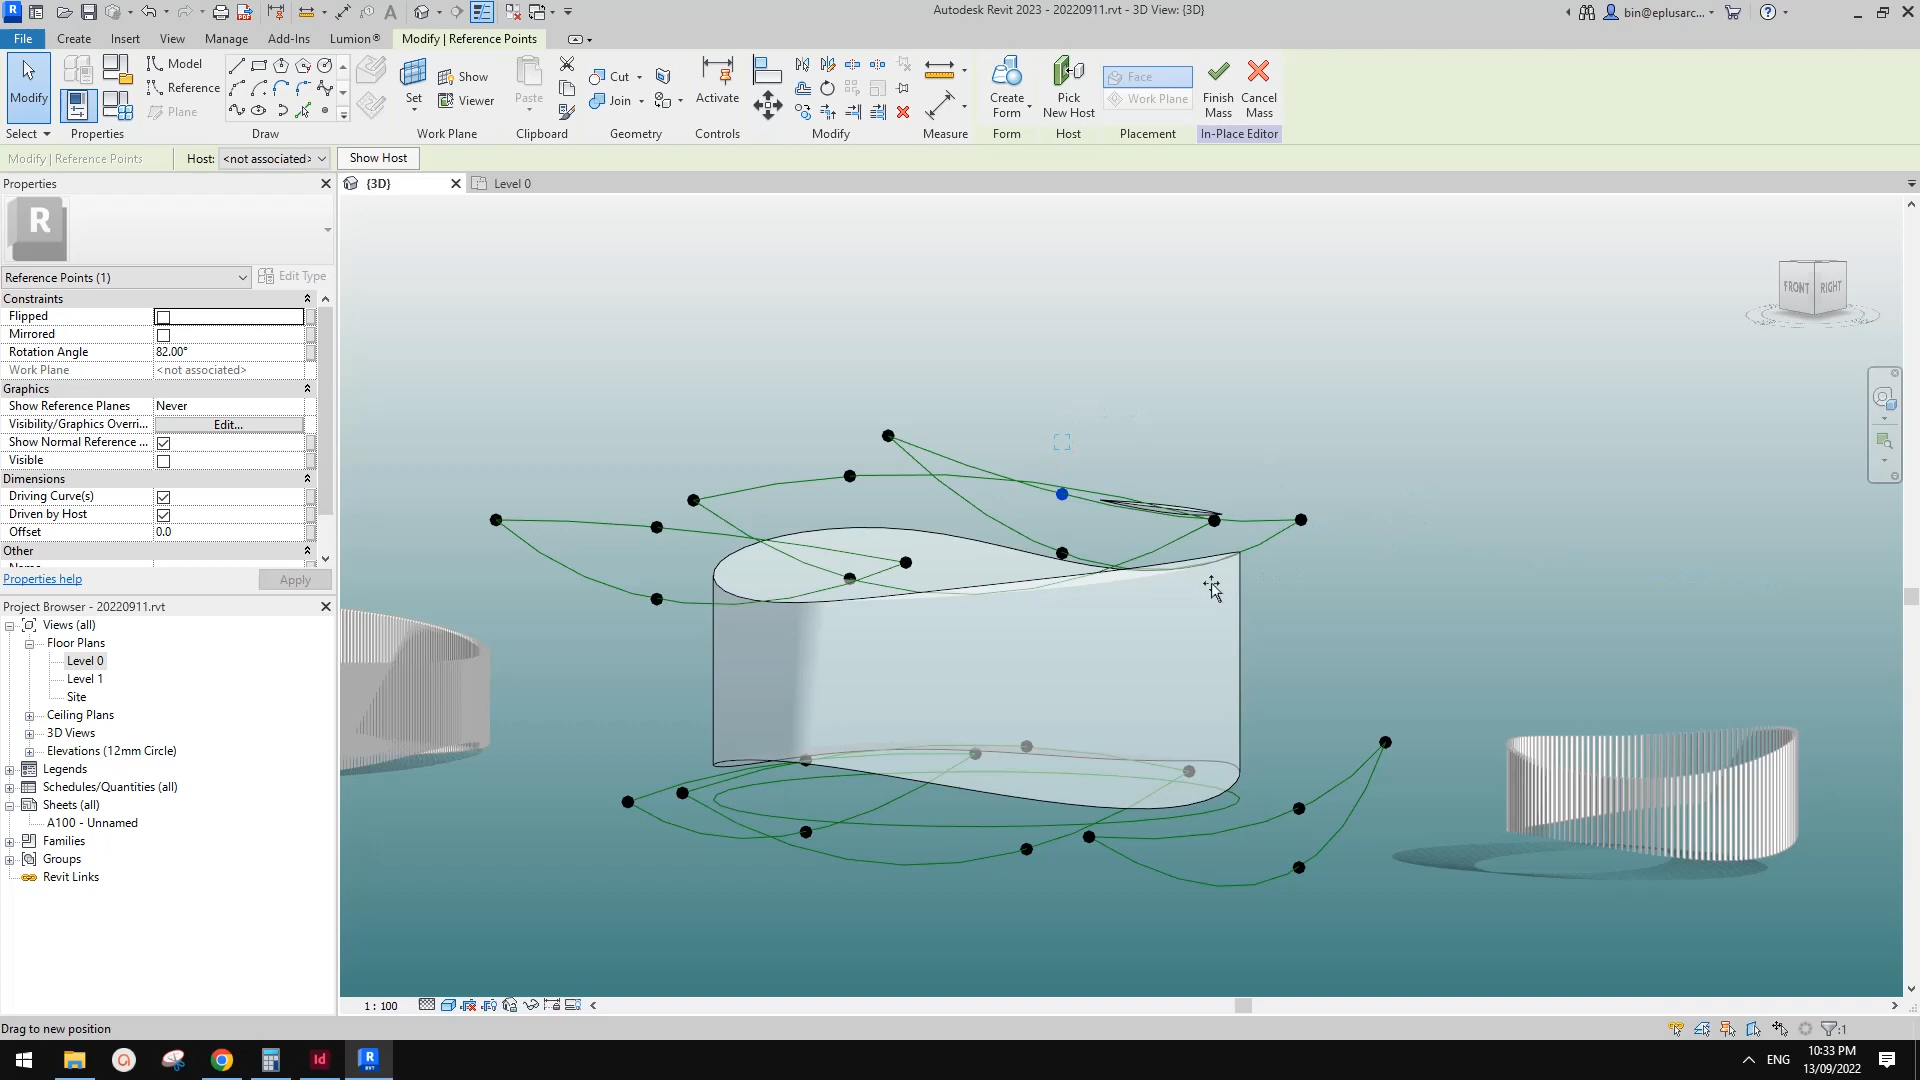 Autodesk Revit 2023 - 20220911.rvt - 3D View: {3D}
bin@eplusarc...
File
Create
Insert
View
Manage
Add-Ins
Lumion®
Modify | Reference Points
Modify
Model
Reference
Plane
Set
Show
Viewer
Paste
Cut
Join
Activate
Create
Form
Pick
New Host
Face
Work Plane
Finish
Mass
Cancel
Mass
Select
Properties
Draw
Work Plane
Clipboard
Geometry
Controls
Modify
Measure
Form
Host
Placement
In-Place Editor
Modify | Reference Points
Host:
<not associated>
Show Host
Properties
{3D}
Level 0
R
Reference Points (1)
Edit Type
Constraints
Flipped
Mirrored
Rotation Angle
82.00°
Work Plane
<not associated>
Graphics
Show Reference Planes
Never
Visibility/Graphics Overri...
Edit...
Show Normal Reference ...
Visible
Dimensions
Driving Curve(s)
Driven by Host
Offset
0.0
Other
Properties help
Apply
Project Browser - 20220911.rvt
Views (all)
Floor Plans
Level 0
Level 1
Site
Ceiling Plans
3D Views
Elevations (12mm Circle)
Legends
Schedules/Quantities (all)
Sheets (all)
A100 - Unnamed
Families
Groups
Revit Links
FRONT
RIGHT
1 : 100
Drag to new position
:1
Id
R
RVT
ENG
10:33 PM
13/09/2022